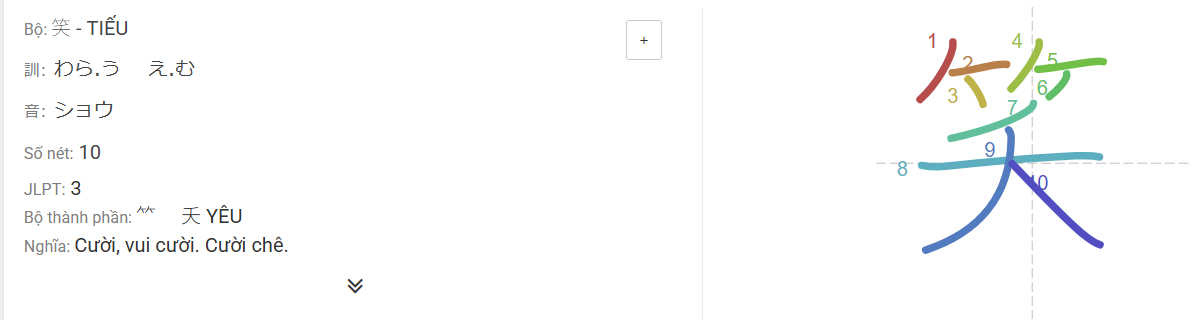 Bộ: 笑 - TIẾU
+
訓: わら.う え.む
音: ショウ
Số nét: 10
JLPT: 3
Bộ thành phần: ⺮ 夭 YÊU
Nghĩa: Cười, vui cười. Cười chê.
1 2 3 4 5 6 7 8 9 10
笑